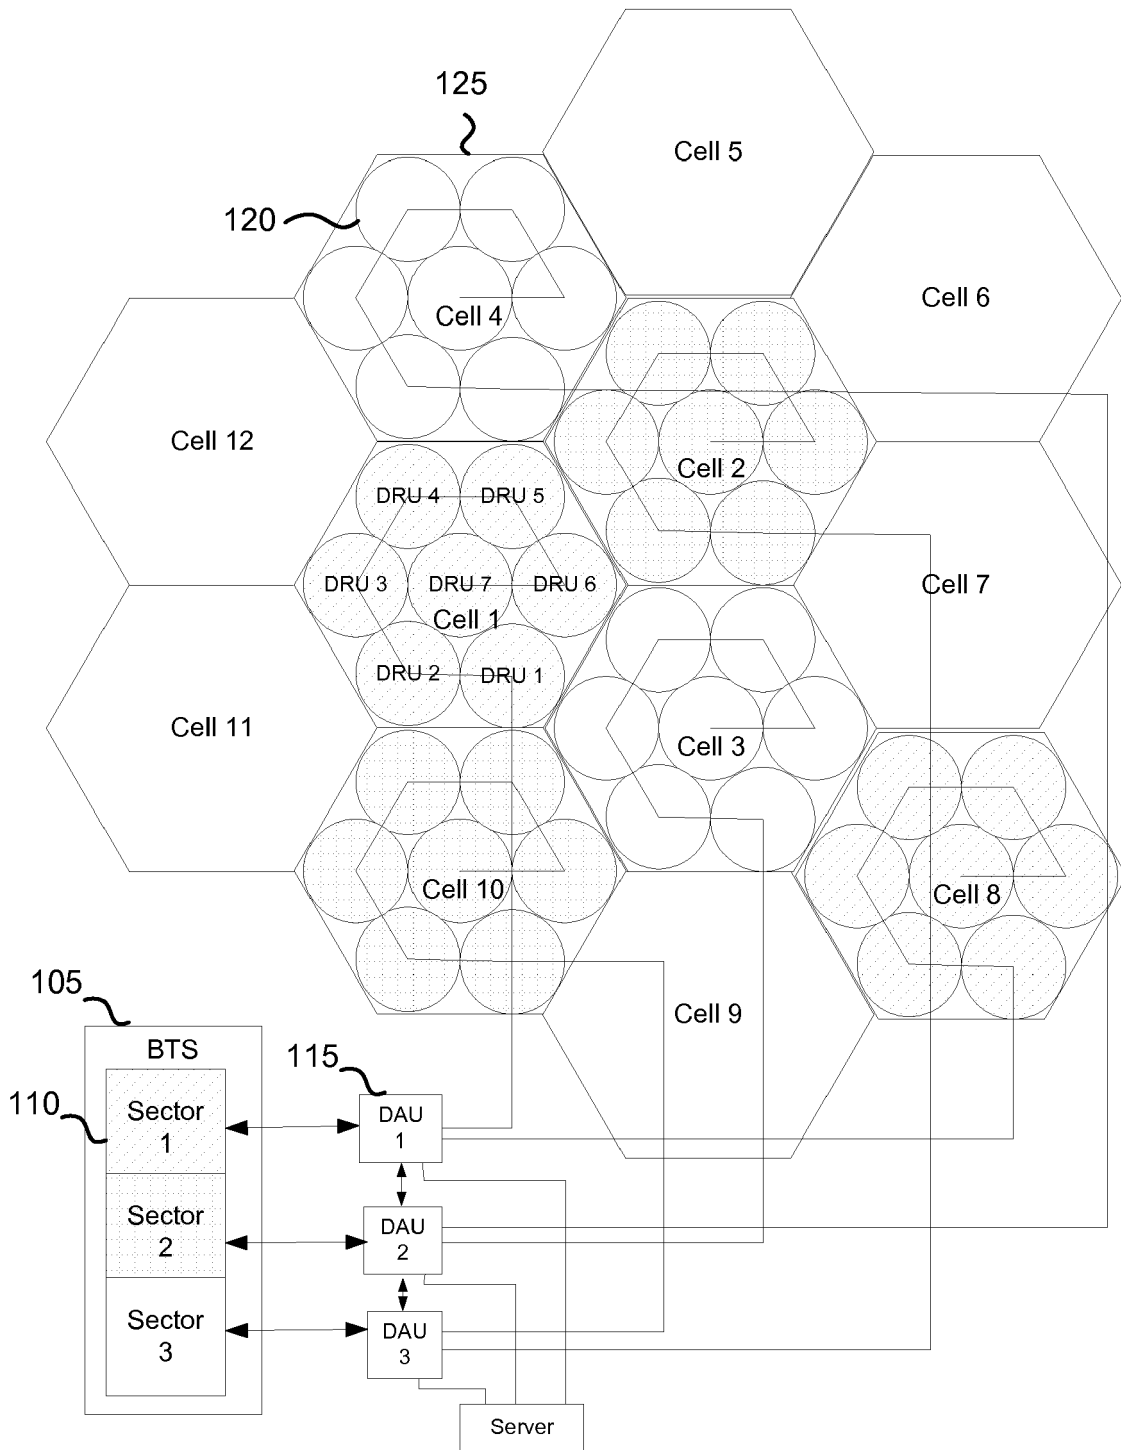 125
Cell 5
120
Cell 6
Cell 4
Cell 12
Cell 2
DRU 4
DRU 5
DRU 3
DRU 7
DRU 6
Cell 7
Cell 1
DRU 2
DRU 1
Cell 11
Cell 3
Cell 10
Cell 8
105
Cell 9
BTS
115
110
Sector
1
DAU
1
Sector
2
DAU
2
Sector
3
DAU
3
Server